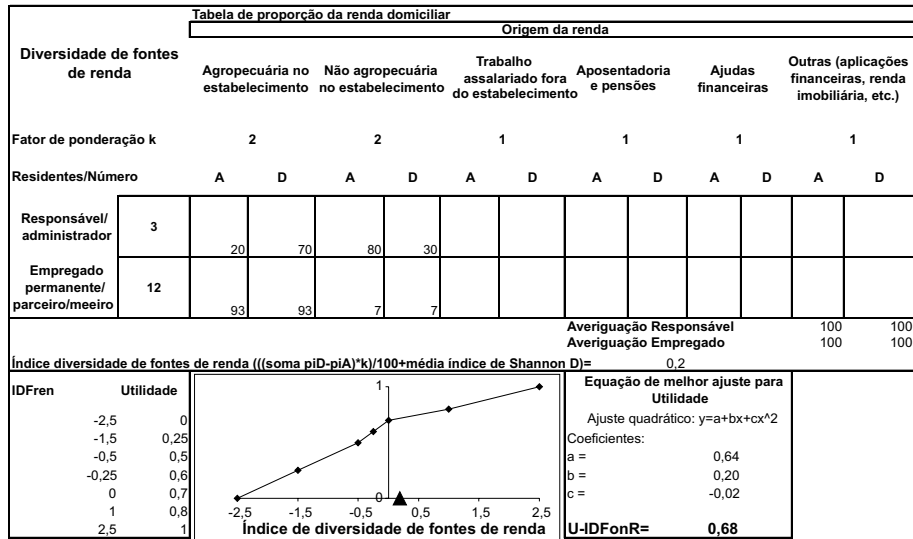 Tabela de proporção da renda domiciliar
Origem da renda
Diversidade de fontes
de renda
Agropecuária no
estabelecimento
Não agropecuária
no estabelecimento
Trabalho
assalariado fora
do estabelecimento
Aposentadoria
e pensões
Ajudas
financeiras
Outras (aplicações
financeiras, renda
imobiliária, etc.)
Fator de ponderação k 2 2 1 1 1 1
Residentes/Número A D A D A D A D A D A D
Responsável/
administrador
3 20 70 80 30
Empregado
permanente/
parceiro/meeiro
12 93 93 7 7
Averiguação Responsável 100 100
Averiguação Empregado 100 100
Índice diversidade de fontes de renda (((soma piD-piA)*k)/100+média índice de Shannon D)= 0,2
IDFren Utilidade
-2,5 0
-1,5 0,25
-0,5 0,5
-0,25 0,6
0 0,7
1 0,8
2,5 1
1
0
-2,5 -1,5 -0,5 0,5 1,5 2,5
Índice de diversidade de fontes de renda
Equação de melhor ajuste para
Utilidade
Ajuste quadrático: y=a+bx+cx^2
Coeficientes:
a = 0,64
b = 0,20
c = -0,02
U-IDFonR= 0,68